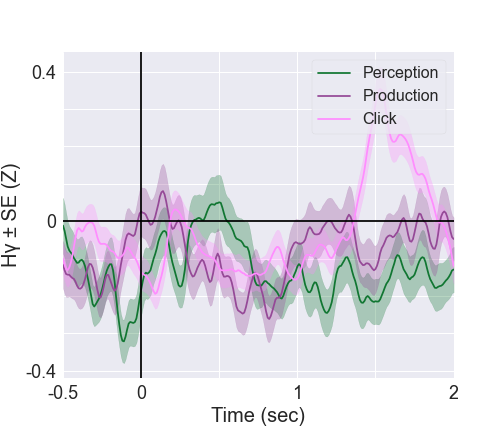 Hγ ± SE (Z)
0.4
0
-0.4
Perception
Production
Click
-0.5
0
1
2
Time (sec)